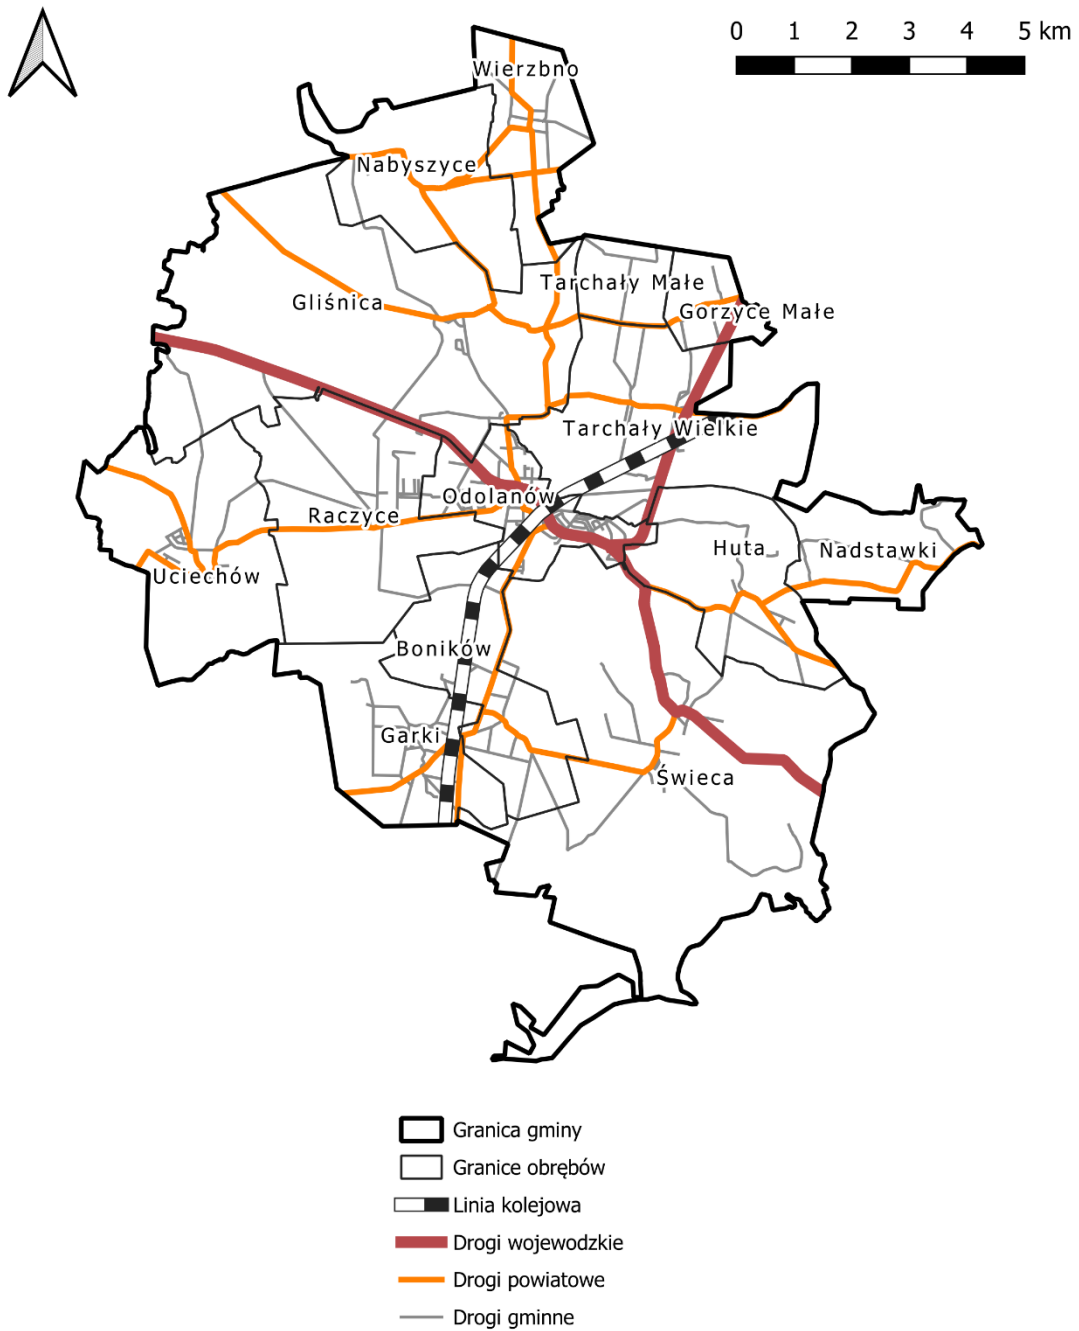 0 1 2 3 4 5 km
Wierzbno
Nabyszyce
Tarchały Małe
Gliśnica
Gorzyce Małe
Tarchały Wielkie
Odolanów
Raczyce
Huta
Nadstawki
Uciechów
Boników
Garki
Świeca
Granica gminy
Granice obrębów
Linia kolejowa
Drogi wojewodzkie
Drogi powiatowe
Drogi gminne